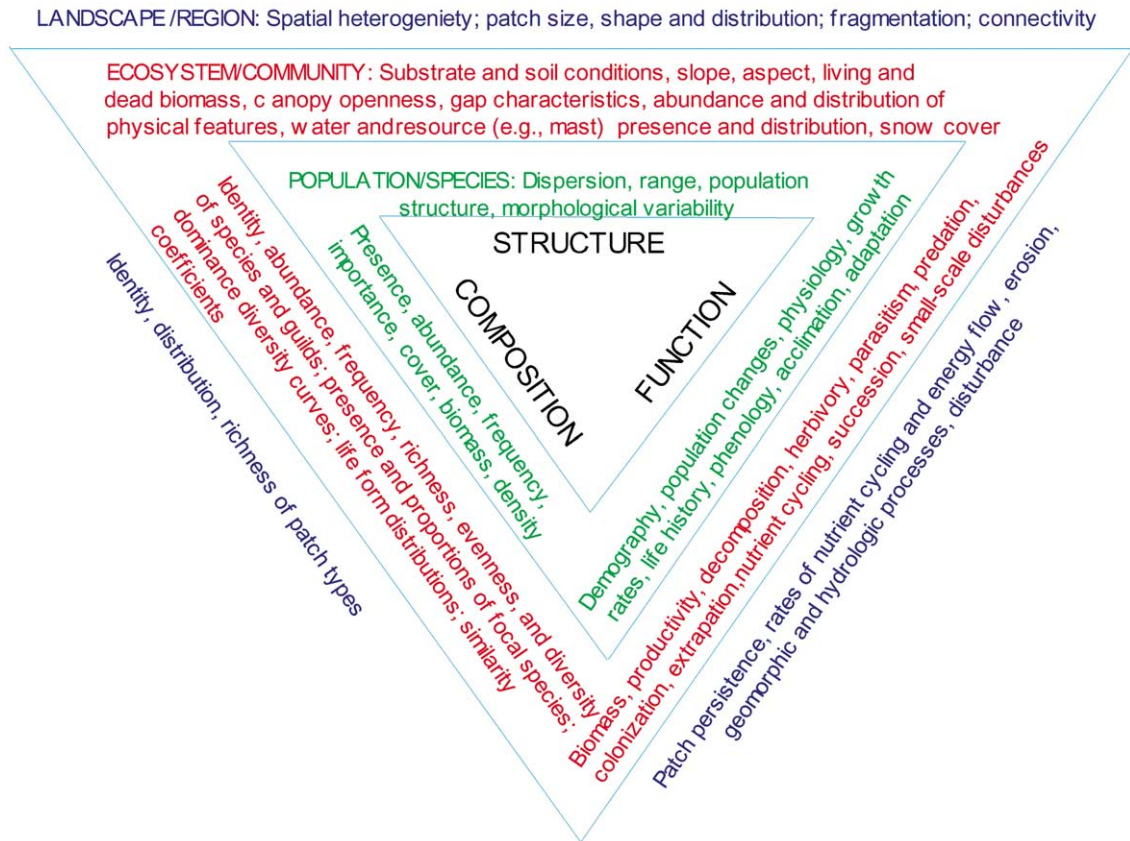 LANDSCAPE/REGION: Spatial heterogeniety; patch size, shape and distribution; fragmentation; connectivity
ECOSYSTEM/COMMUNITY: Substrate and soil conditions, slope, aspect, living and
dead biomass, c anopy openness, gap characteristics, abundance and distribution of
physical features, water andresource (e.g., mast) presence and distribution, snow cover
POPULATION/SPECIES: Dispersion, range, population
structure, morphological variability
STRUCTURE
COMPOSITION
FUNCTION
Presence, abundance, frequency,
importance, cover, biomass, density
Identity, abundance, frequency, richness, evenness, and diversity
of species and guilds; presence and proportions of focal species;
dominance diversity curves; life form distributions; similarity
coefficients
Identity, distribution, richness of patch types
Demography, population changes, physiology, growth
rates, life history, phenology, acclimation, adaptation
Biomass, productivity, decomposition, herbivory, parasitism, predation,
colonization, extrapation,nutrient cycling, succession, small-scale disturbances
Patch persistence, rates of nutrient cycling and energy flow, erosion,
geomorphic and hydrologic processes, disturbance